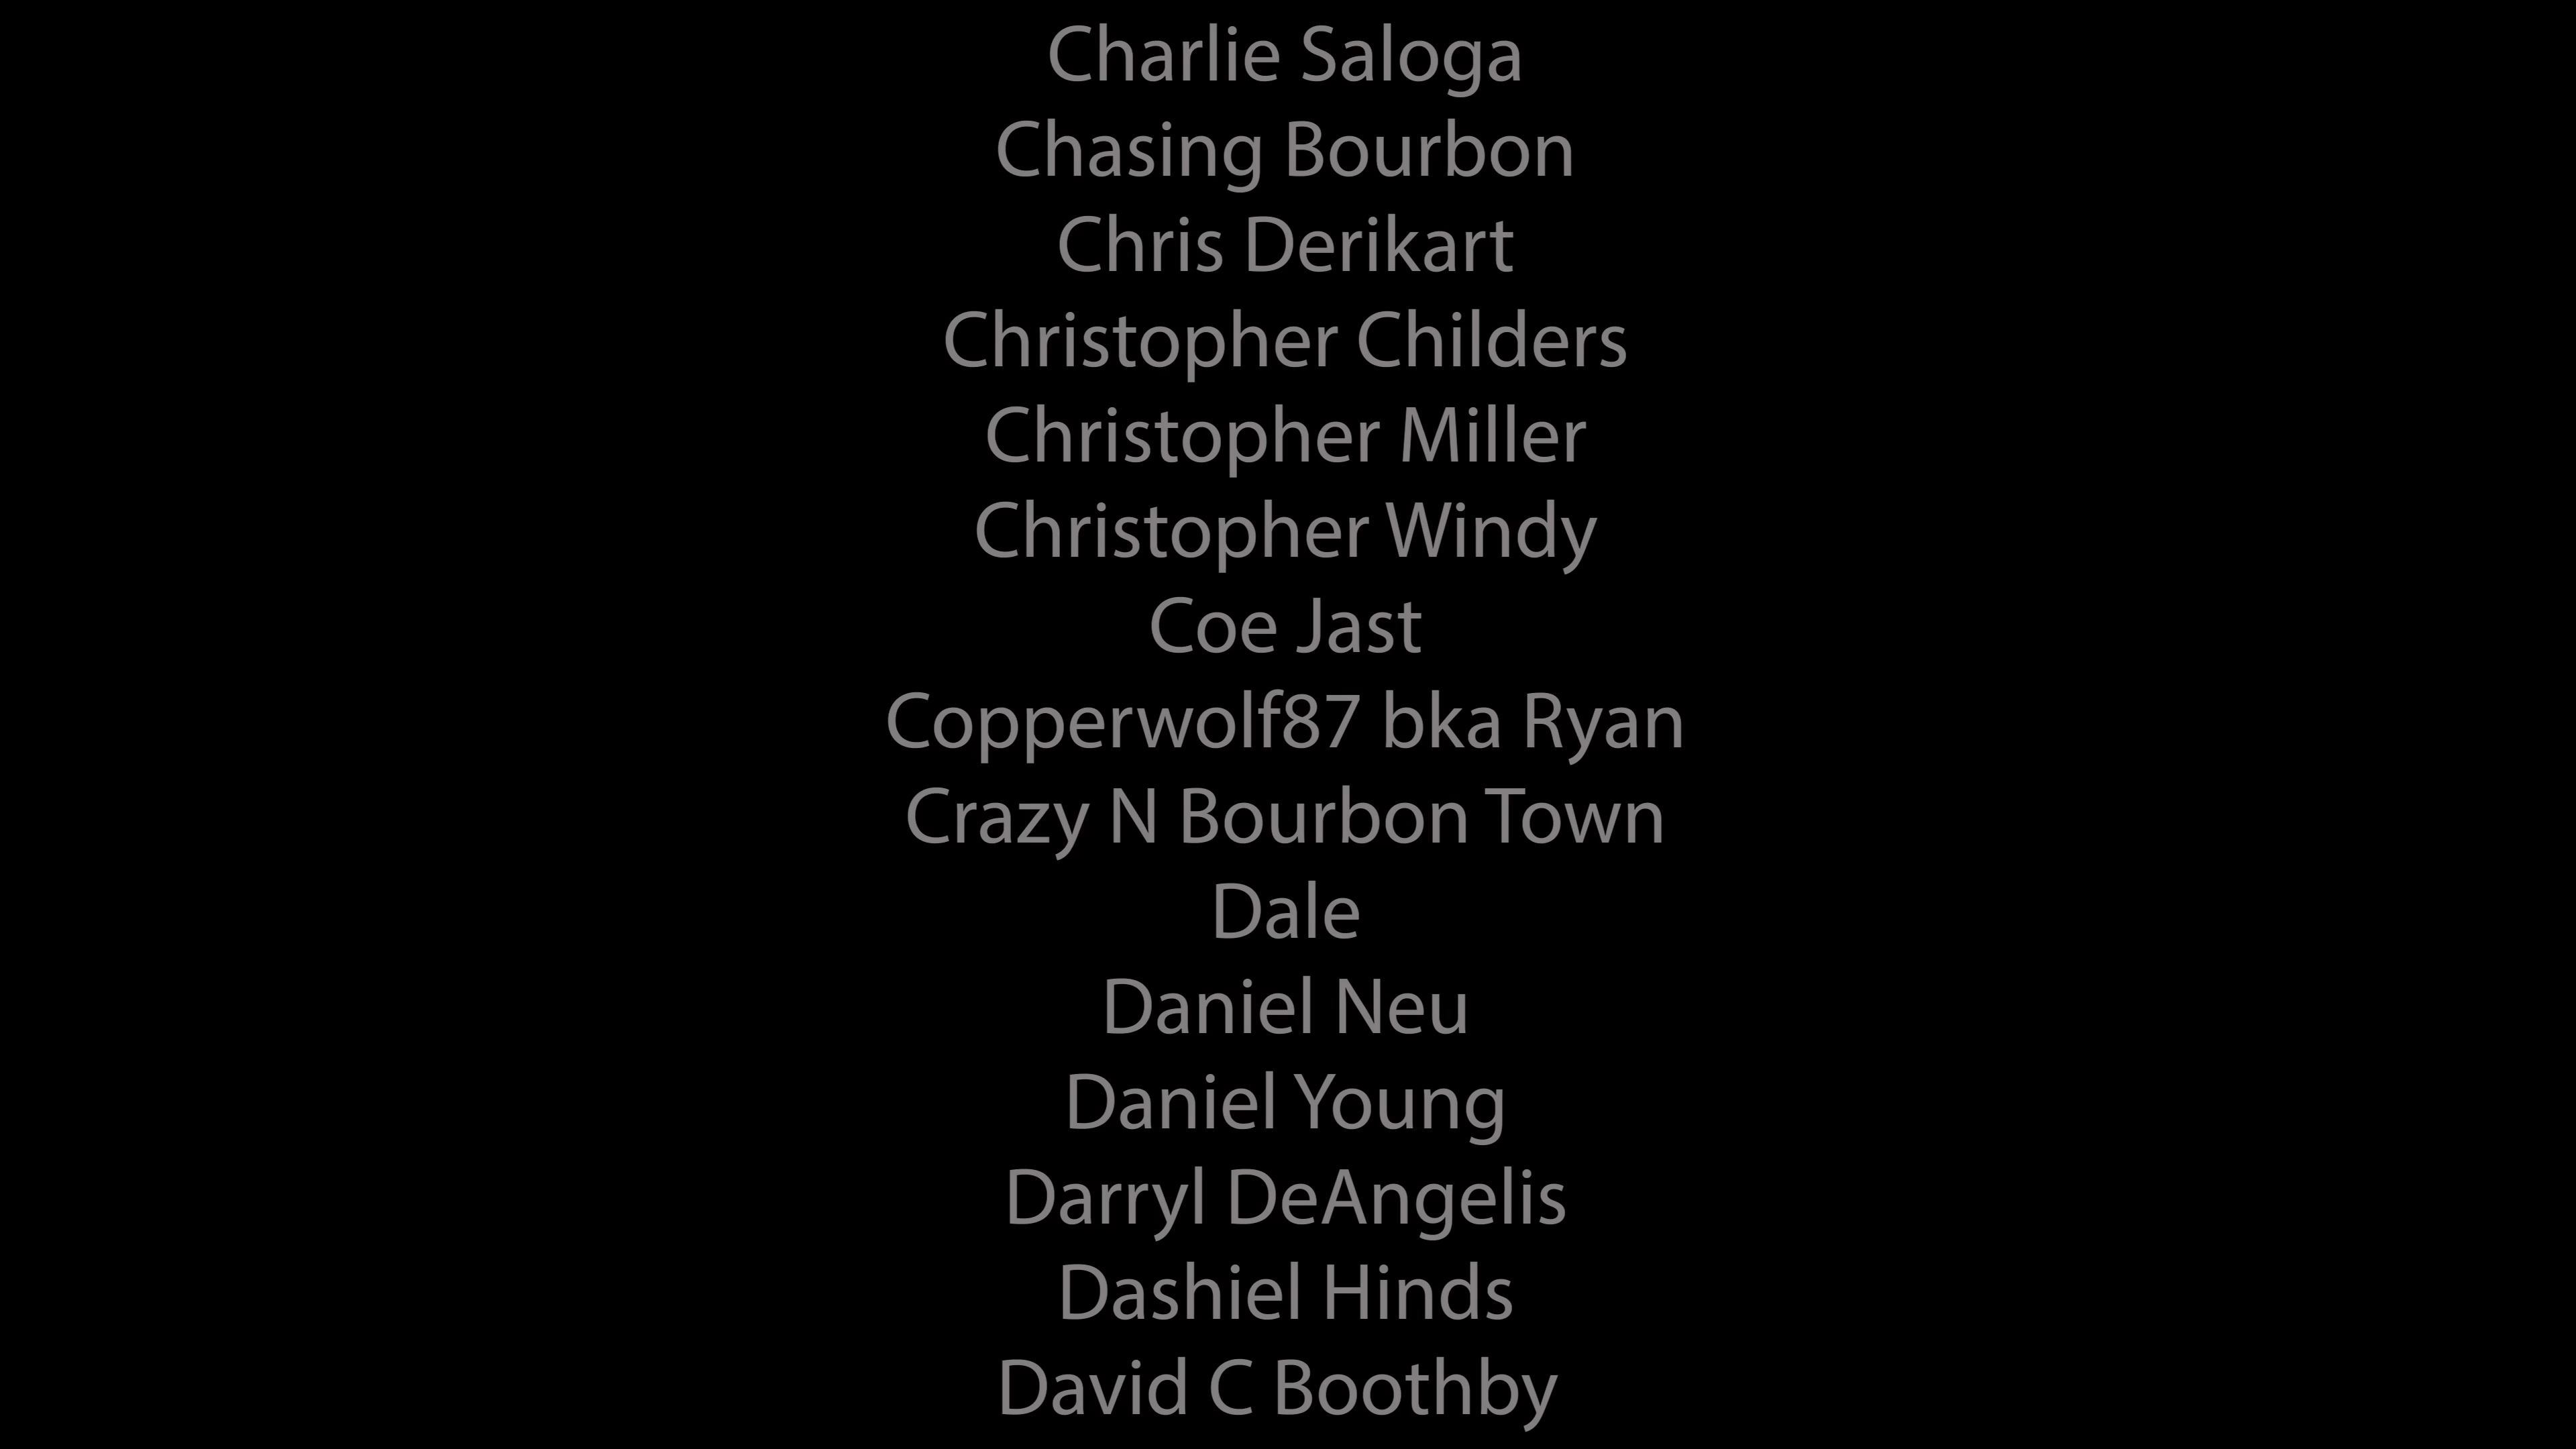 Charlie Saloga
Chasing Bourbon
Chris Derikart
Christopher Childers
Christopher Miller
Christopher Windy
Coe Jast
Copperwolf87 bka Ryan
Crazy N Bourbon Town
Dale
Daniel Neu
Daniel Young
Darryl DeAngelis
Dashiel Hinds
David C Boothby